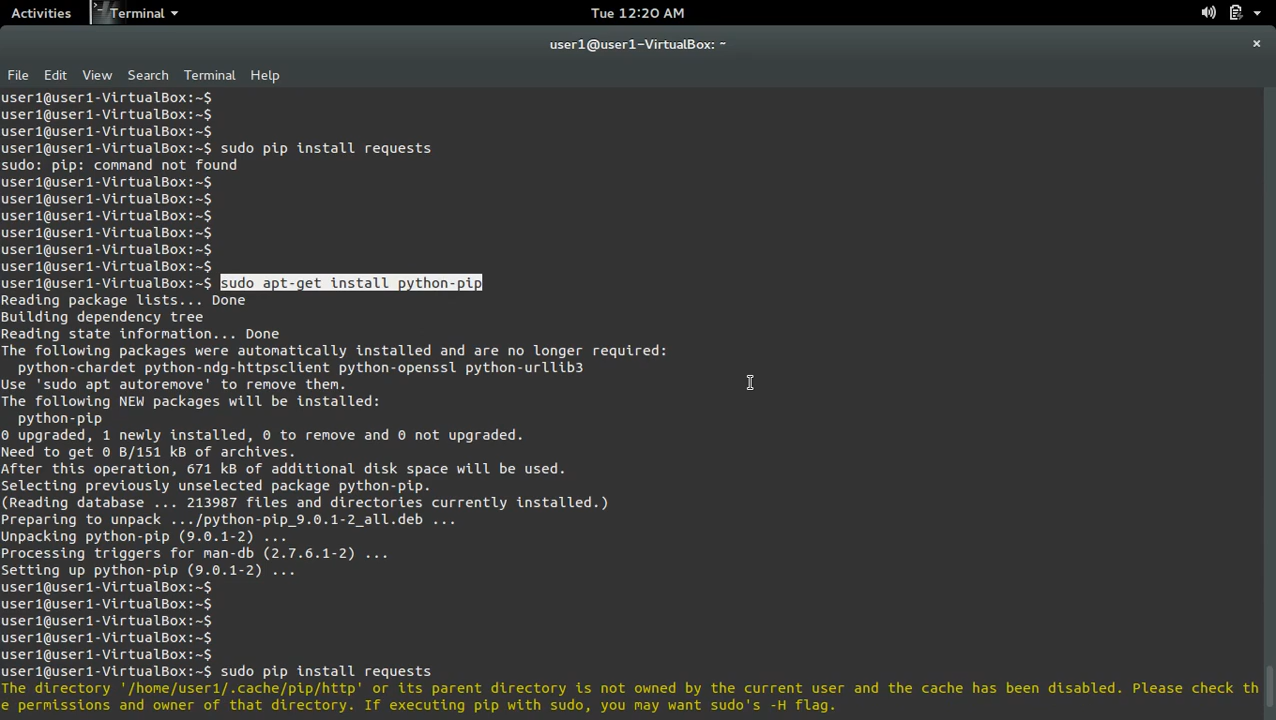 Activities
Terminal
Tue 12:20 AM
user1@user1-VirtualBox: ~
File Edit View Search Terminal Help
user1@user1-VirtualBox:~$
user1@user1-VirtualBox:~$
user1@user1-VirtualBox:~$
user1@user1-VirtualBox:~$ sudo pip install requests
sudo: pip: command not found
user1@user1-VirtualBox:~$
user1@user1-VirtualBox:~$
user1@user1-VirtualBox:~$
user1@user1-VirtualBox:~$
user1@user1-VirtualBox:~$
user1@user1-VirtualBox:~$
user1@user1-VirtualBox:~$ sudo apt-get install python-pip
Reading package lists... Done
Building dependency tree
Reading state information... Done
The following packages were automatically installed and are no longer required:
  python-chardet python-ndg-httpsclient python-openssl python-urllib3
Use 'sudo apt autoremove' to remove them.
The following NEW packages will be installed:
  python-pip
0 upgraded, 1 newly installed, 0 to remove and 0 not upgraded.
Need to get 0 B/151 kB of archives.
After this operation, 671 kB of additional disk space will be used.
Selecting previously unselected package python-pip.
(Reading database ... 213987 files and directories currently installed.)
Preparing to unpack .../python-pip_9.0.1-2_all.deb ...
Unpacking python-pip (9.0.1-2) ...
Processing triggers for man-db (2.7.6.1-2) ...
Setting up python-pip (9.0.1-2) ...
user1@user1-VirtualBox:~$
user1@user1-VirtualBox:~$
user1@user1-VirtualBox:~$
user1@user1-VirtualBox:~$
user1@user1-VirtualBox:~$
user1@user1-VirtualBox:~$ sudo pip install requests
The directory '/home/user1/.cache/pip/http' or its parent directory is not owned by the current user and the cache has been disabled. Please check th
e permissions and owner of that directory. If executing pip with sudo, you may want sudo's -H flag.